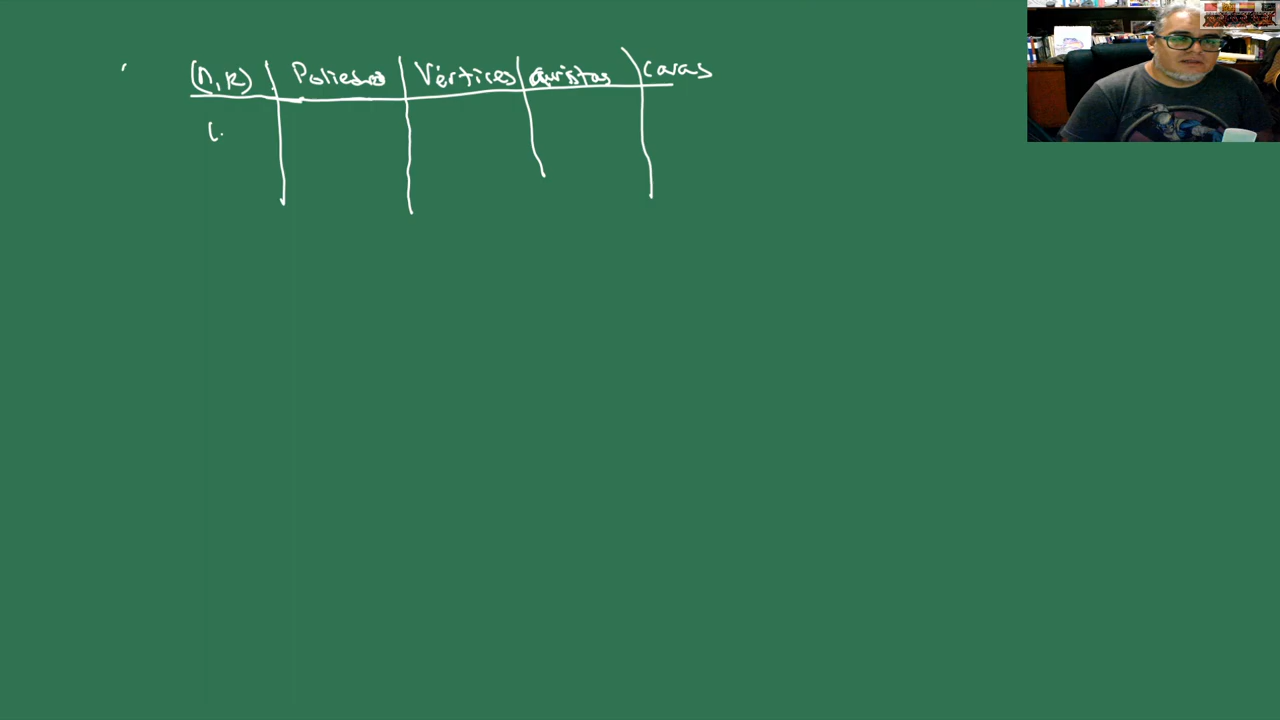 (n,k) | Poliedro | Vértices | aristas | caras
(